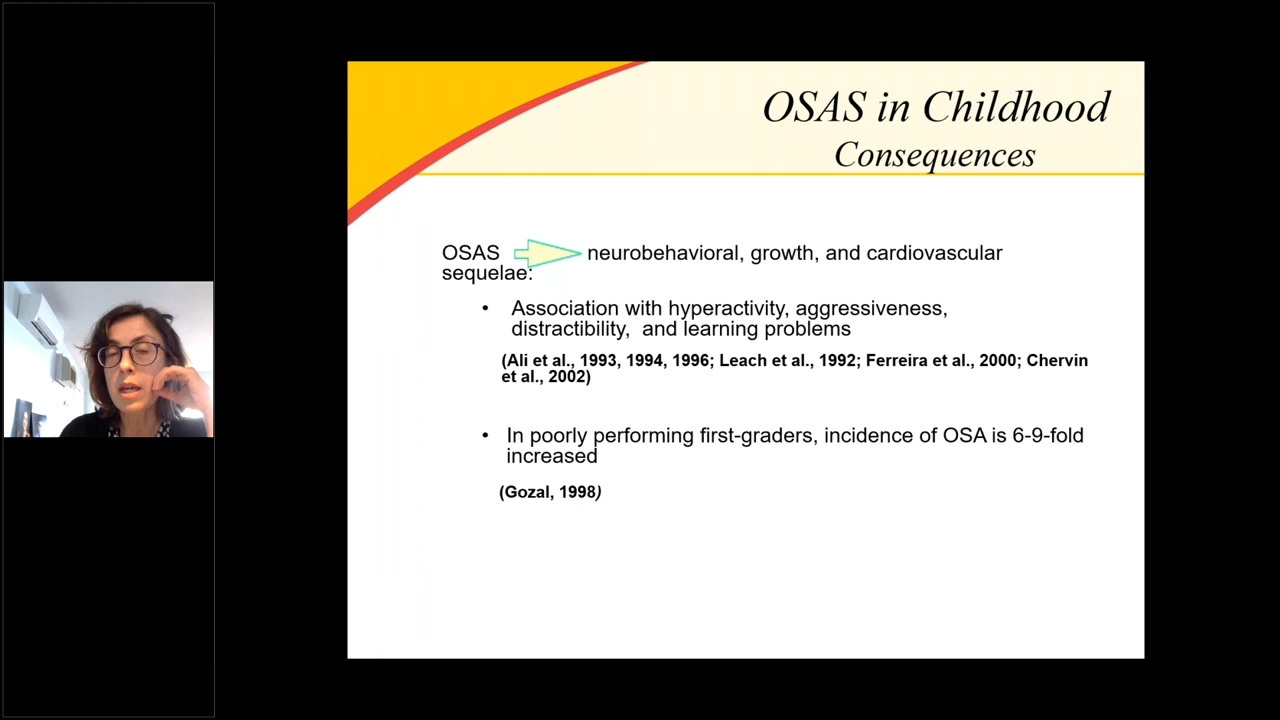 OSAS in Childhood
Consequences
OSAS neurobehavioral, growth, and cardiovascular
sequelae:
• Association with hyperactivity, aggressiveness,
distractibility, and learning problems
(Ali et al., 1993, 1994, 1996; Leach et al., 1992; Ferreira et al., 2000; Chervin
et al., 2002)
• In poorly performing first-graders, incidence of OSA is 6-9-fold
increased
(Gozal, 1998)